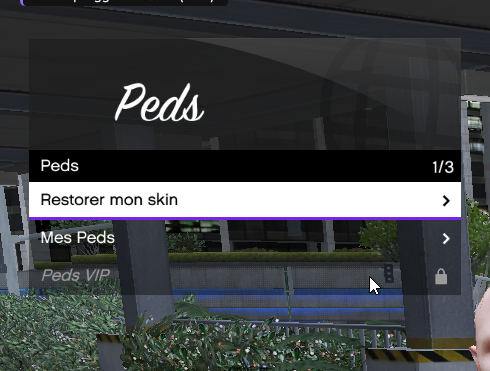 Peds
Peds 1/3
Restorer mon skin
Mes Peds
Peds VIP